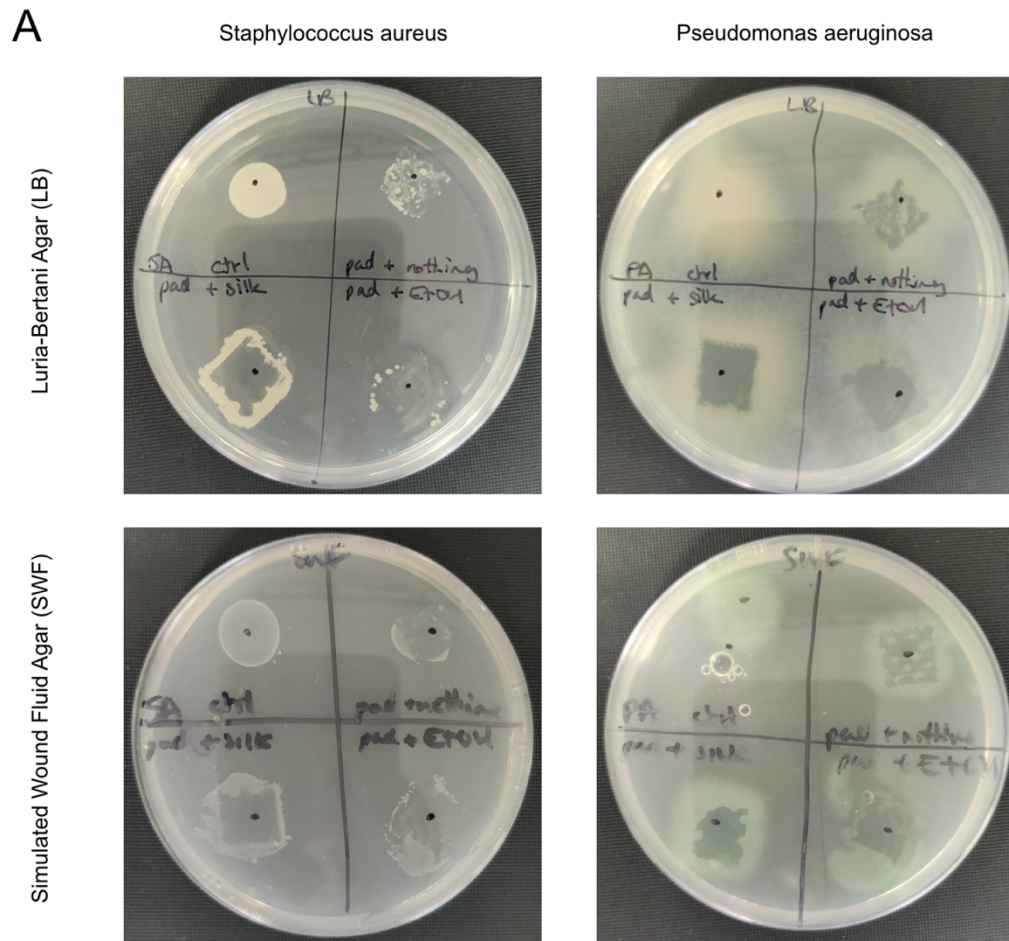 A
Staphylococcus aureus
Pseudomonas aeruginosa
Luria-Bertani Agar (LB)
LB
SA ctrl
pad + nothing
pad + silk
pad + EtOH
LB
PA ctrl
pad + nothing
pad + silk
pad + EtOH
Simulated Wound Fluid Agar (SWF)
SWF
SA ctrl
pad + nothing
pad + silk
pad + EtOH
SWF
PA ctrl
pad + nothing
pad + silk
pad + EtOH